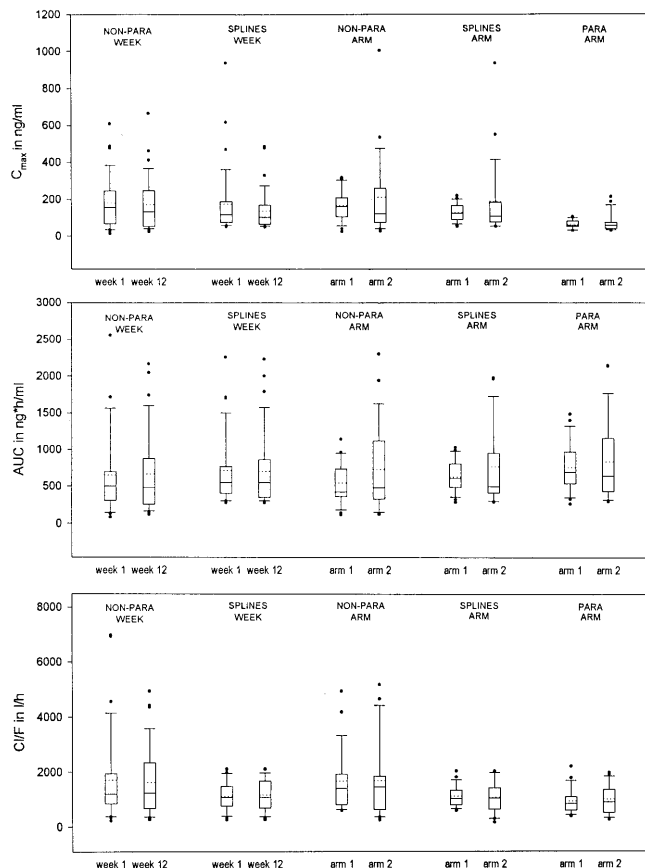 1200
1000
800
600
400
200
0
C_max in ng/ml
NON-PARA
WEEK
SPLINES
WEEK
NON-PARA
ARM
SPLINES
ARM
PARA
ARM
week 1 week 12 week 1 week 12 arm 1 arm 2 arm 1 arm 2 arm 1 arm 2
3000
2500
2000
1500
1000
500
0
AUC in ng*h/ml
NON-PARA
WEEK
SPLINES
WEEK
NON-PARA
ARM
SPLINES
ARM
PARA
ARM
week 1 week 12 week 1 week 12 arm 1 arm 2 arm 1 arm 2 arm 1 arm 2
8000
6000
4000
2000
0
Cl/F in l/h
NON-PARA
WEEK
SPLINES
WEEK
NON-PARA
ARM
SPLINES
ARM
PARA
ARM
week 1 week 12 week 1 week 12 arm 1 arm 2 arm 1 arm 2 arm 1 arm 2